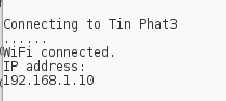 Connecting to Tin Phat3
......
WiFi connected.
IP address:
192.168.1.10